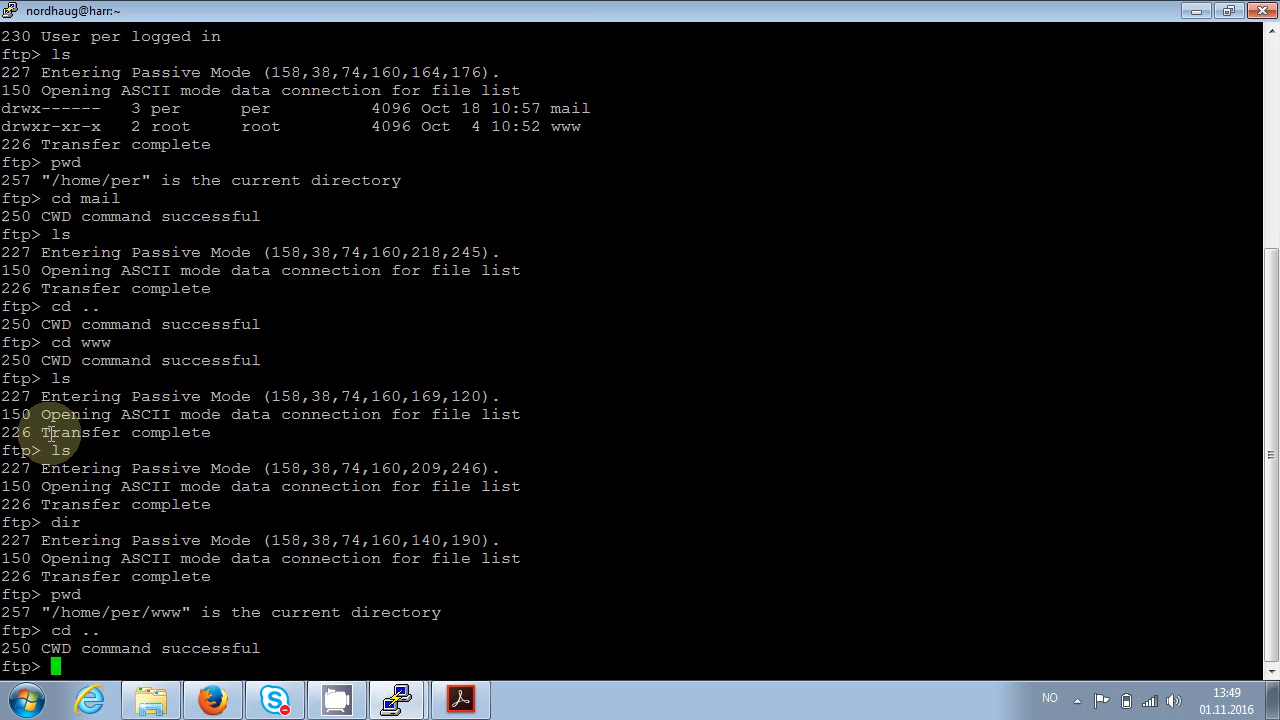 nordhaug@harr:~
230 User per logged in
ftp> ls
227 Entering Passive Mode (158,38,74,160,164,176).
150 Opening ASCII mode data connection for file list
drwx------   3 per      per          4096 Oct 18 10:57 mail
drwxr-xr-x   2 root     root         4096 Oct  4 10:52 www
226 Transfer complete
ftp> pwd
257 "/home/per" is the current directory
ftp> cd mail
250 CWD command successful
ftp> ls
227 Entering Passive Mode (158,38,74,160,218,245).
150 Opening ASCII mode data connection for file list
226 Transfer complete
ftp> cd ..
250 CWD command successful
ftp> cd www
250 CWD command successful
ftp> ls
227 Entering Passive Mode (158,38,74,160,169,120).
150 Opening ASCII mode data connection for file list
226 Transfer complete
ftp> ls
227 Entering Passive Mode (158,38,74,160,209,246).
150 Opening ASCII mode data connection for file list
226 Transfer complete
ftp> dir
227 Entering Passive Mode (158,38,74,160,140,190).
150 Opening ASCII mode data connection for file list
226 Transfer complete
ftp> pwd
257 "/home/per/www" is the current directory
ftp> cd ..
250 CWD command successful
ftp>
NO
13:49
01.11.2016